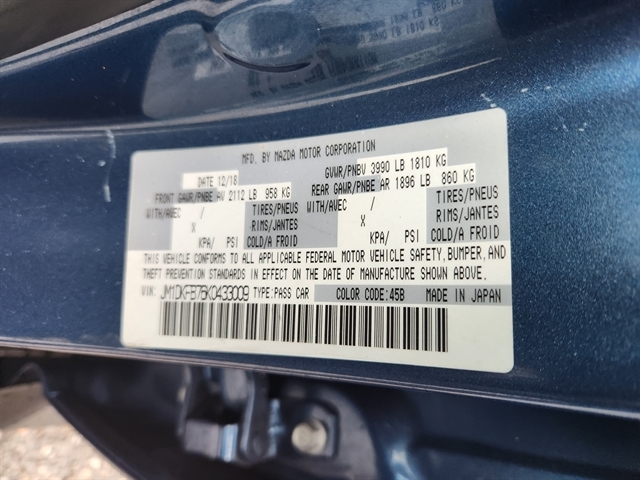 MFD. BY MAZDA MOTOR CORPORATION
DATE 12/18 GVWR/PNBV 3990 LB 1810 KG
FRONT GAWR/PNBE AV 2112 LB 958 KG REAR GAWR/PNBE AR 1896 LB 860 KG
WITH/AVEC / TIRES/PNEUS WITH/AVEC / TIRES/PNEUS
X RIMS/JANTES X RIMS/JANTES
KPA/ PSI COLD/A FROID KPA/ PSI COLD/A FROID
THIS VEHICLE CONFORMS TO ALL APPLICABLE FEDERAL MOTOR VEHICLE SAFETY, BUMPER, AND
THEFT PREVENTION STANDARDS IN EFFECT ON THE DATE OF MANUFACTURE SHOWN ABOVE.
VIN: JM1DKFB76K0433009 TYPE: PASS CAR COLOR CODE: 45B MADE IN JAPAN